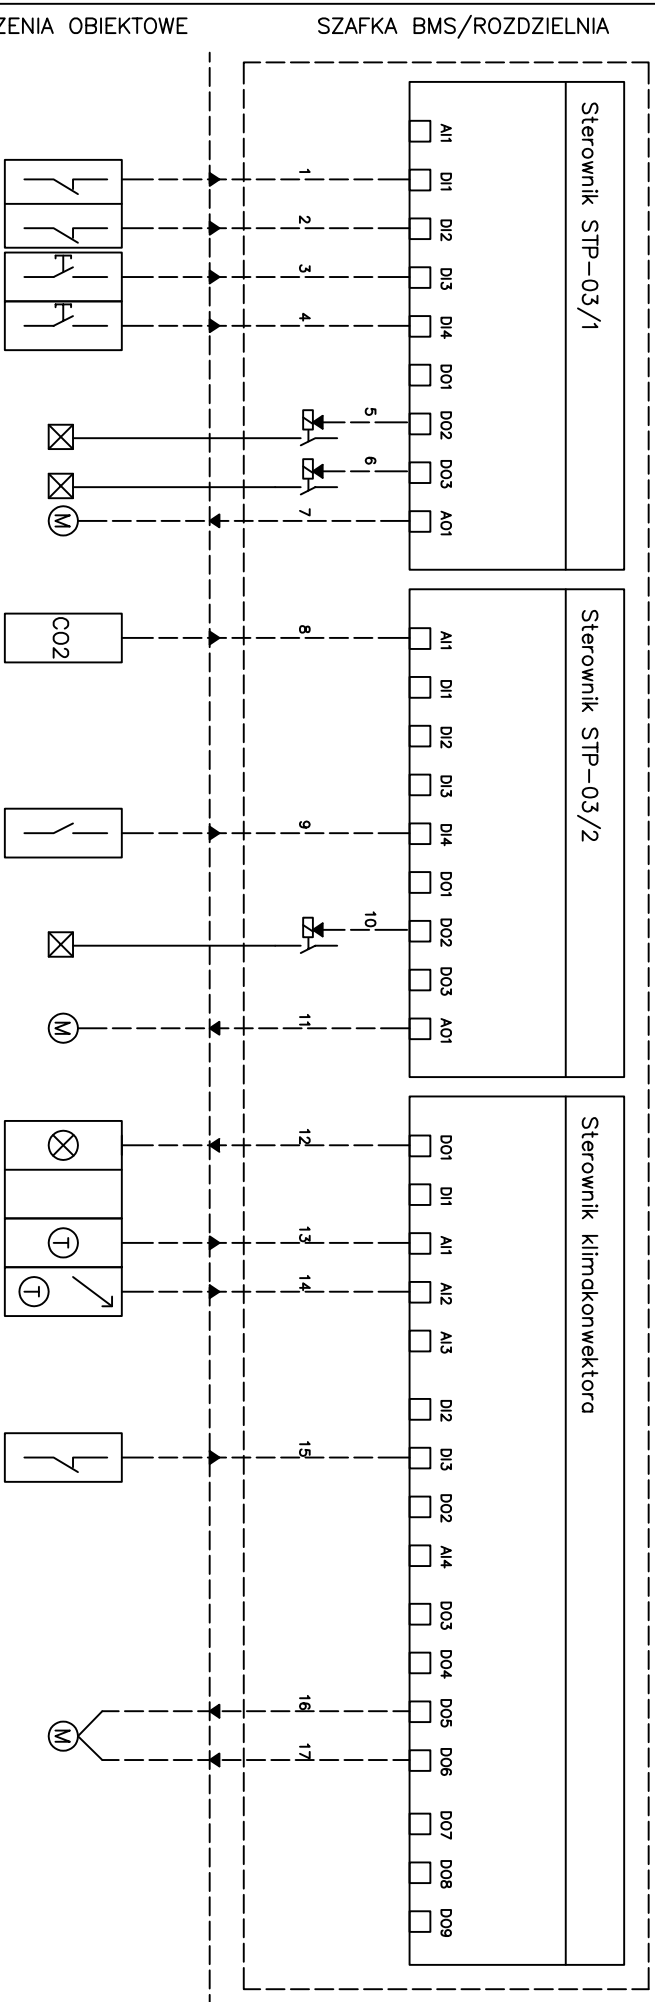 ZENIA OBIEKTOWE
SZAFKA BMS/ROZDZIELNIA
Sterownik STP-03/1
AI1
DI1
1
DI2
2
DI3
3
DI4
4
DO1
DO2
5
DO3
6
AO1
7
M
Sterownik STP-03/2
AI1
8
CO2
DI1
DI2
DI3
DI4
9
DO1
DO2
10
DO3
AO1
11
M
Sterownik klimakonwektora
DO1
12
DI1
AI1
13
T
AI2
14
T
AI3
DI2
DI3
15
DO2
AI4
DO3
DO4
DO5
16
M
DO6
17
DO7
DO8
DO9